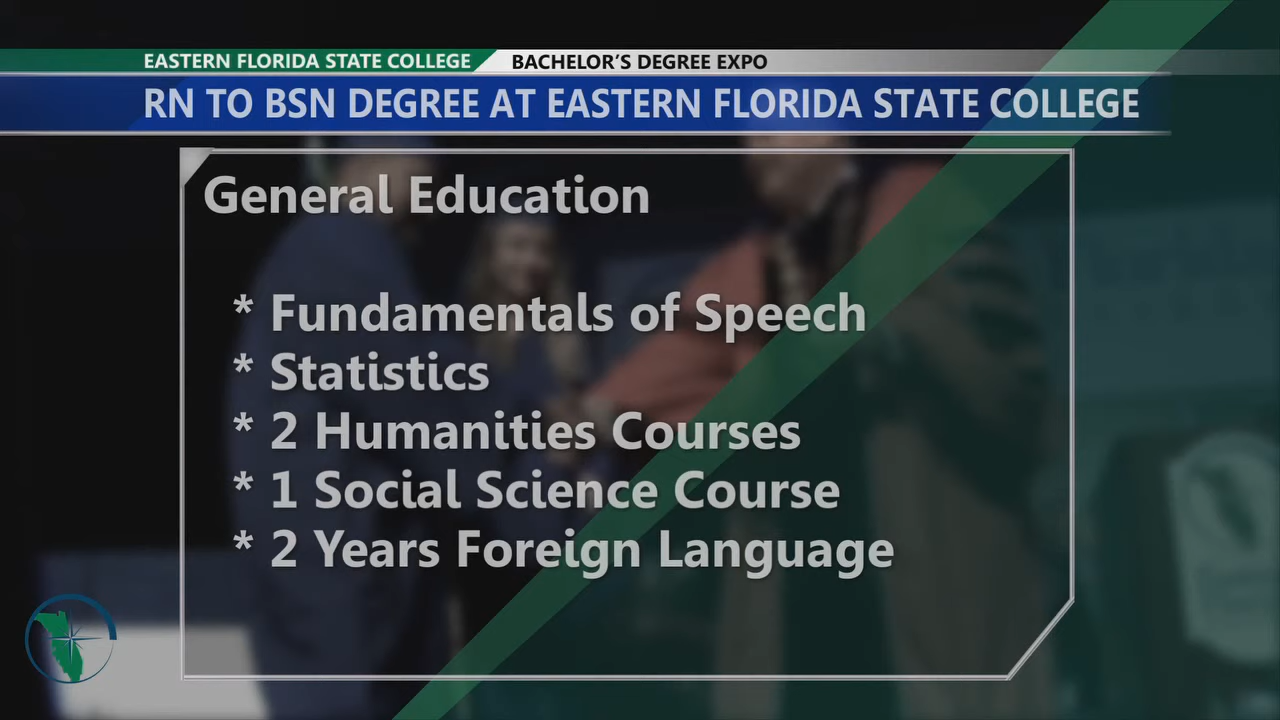 EASTERN FLORIDA STATE COLLEGE BACHELOR'S DEGREE EXPO
RN TO BSN DEGREE AT EASTERN FLORIDA STATE COLLEGE
General Education
* Fundamentals of Speech
* Statistics
* 2 Humanities Courses
* 1 Social Science Course
* 2 Years Foreign Language